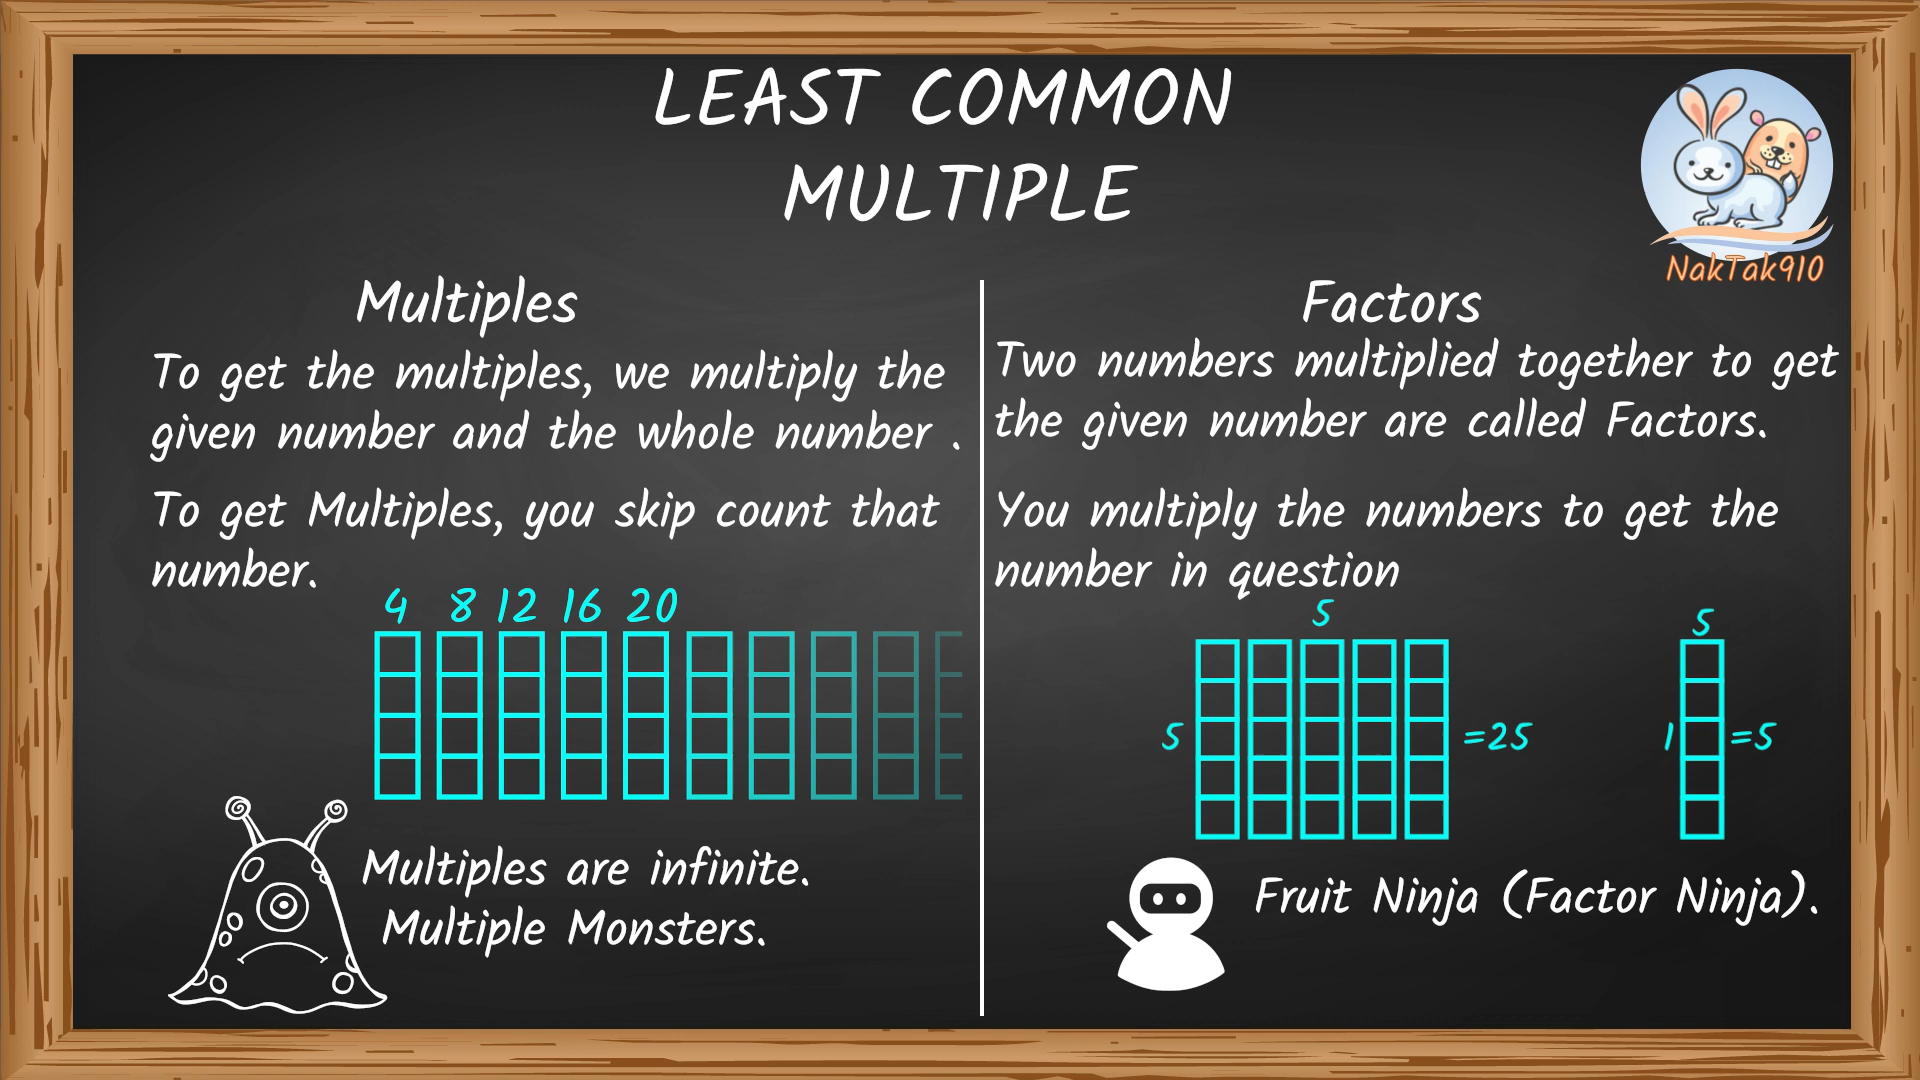 LEAST COMMON
MULTIPLE
NakTak910
Multiples
To get the multiples, we multiply the
given number and the whole number .
To get Multiples, you skip count that
number.
4 8 12 16 20
Multiples are infinite.
Multiple Monsters.
Factors
Two numbers multiplied together to get
the given number are called Factors.
You multiply the numbers to get the
number in question
5
5 =25
5
1 =5
Fruit Ninja (Factor Ninja).